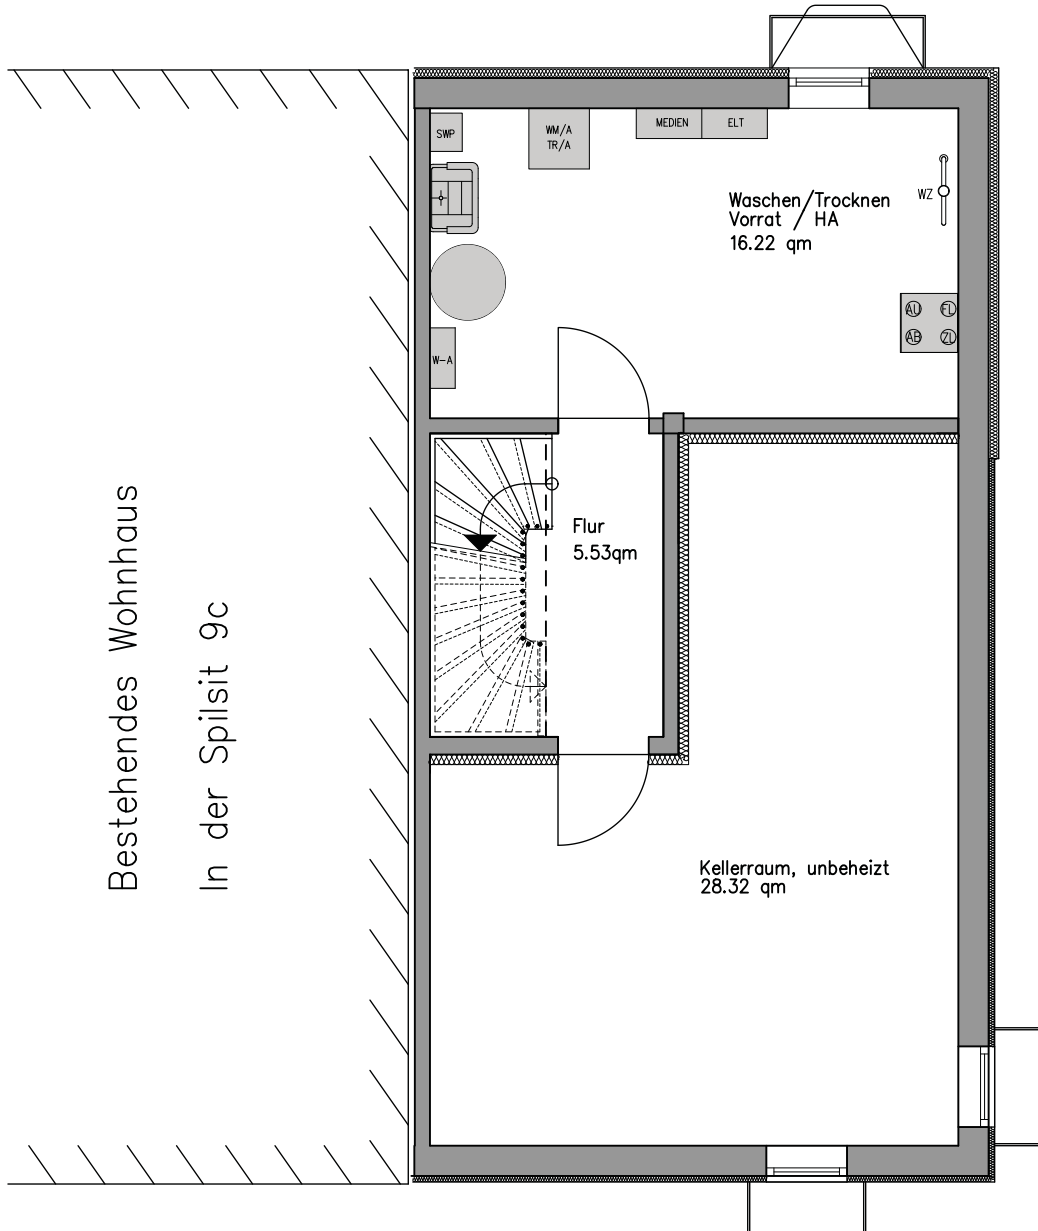 SWP
WM/A
TR/A
MEDIEN
ELT
WZ
Waschen/Trocknen
Vorrat / HA
16.22 qm
AU
FL
AB
ZL
W-A
Flur
5.53qm
Bestehendes Wohnhaus
In der Spilsit 9c
Kellerraum, unbeheizt
28.32 qm